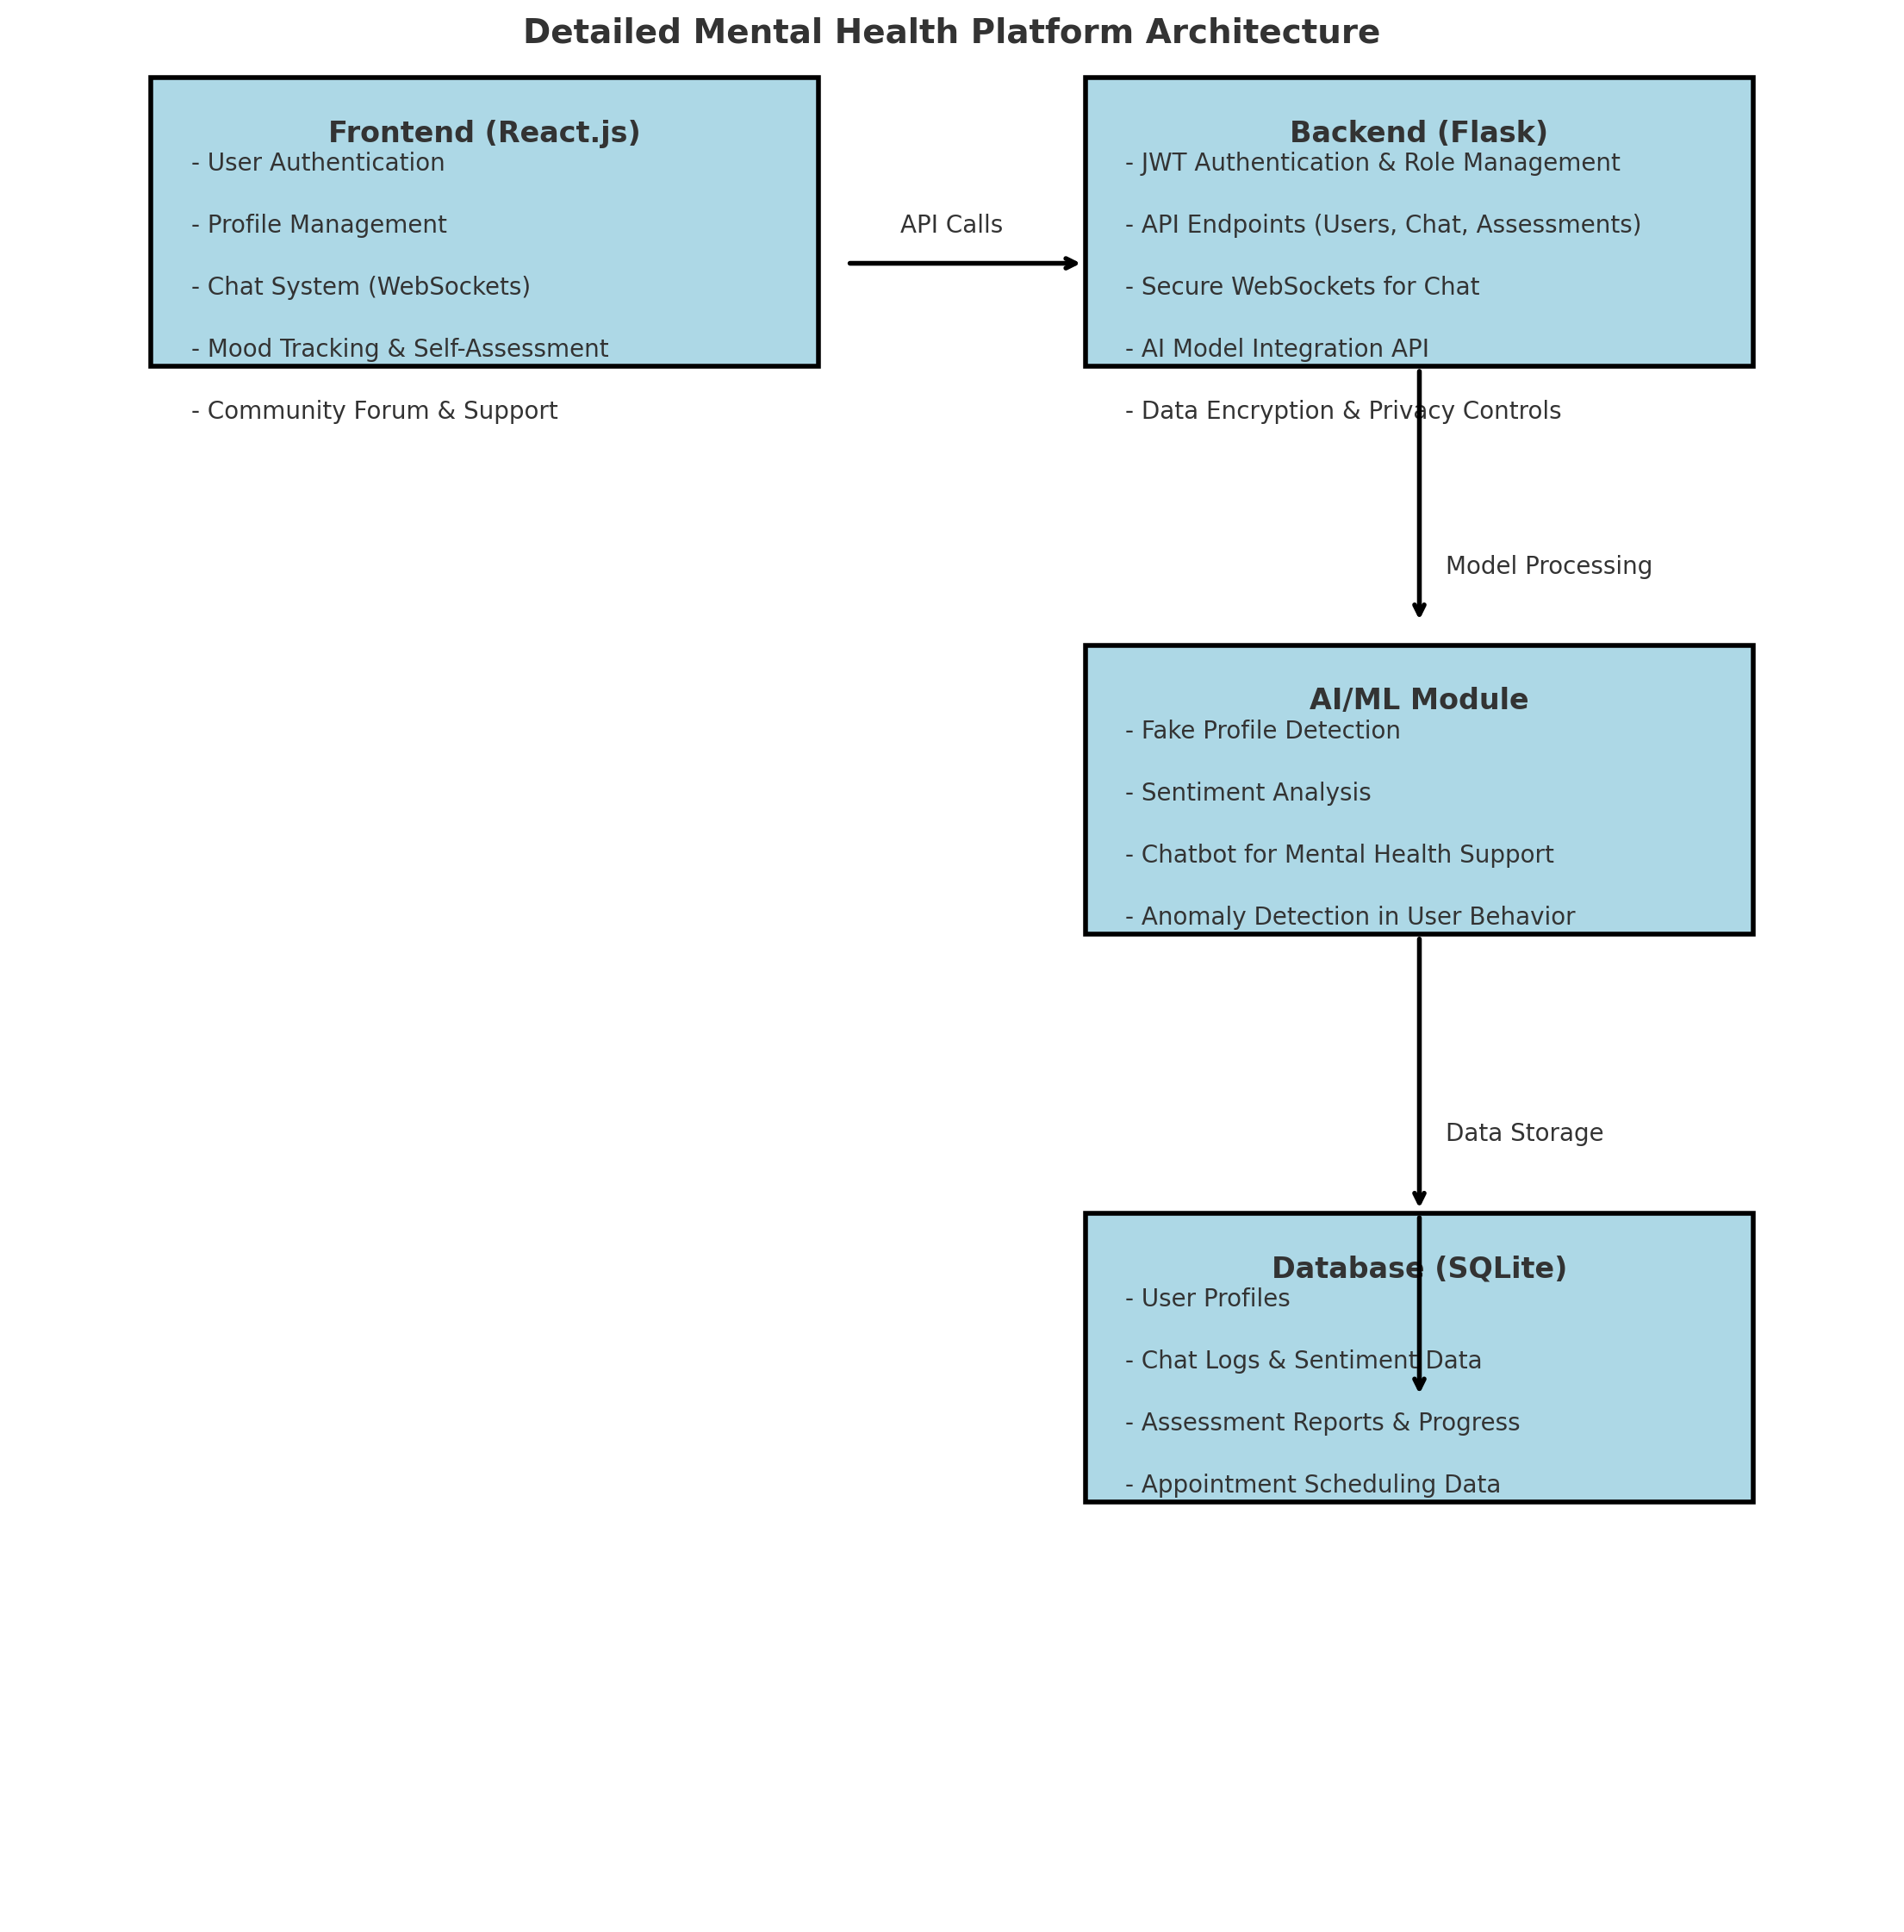 Detailed Mental Health Platform Architecture
Frontend (React.js)
- User Authentication
- Profile Management
- Chat System (WebSockets)
- Mood Tracking & Self-Assessment
- Community Forum & Support
API Calls
Backend (Flask)
- JWT Authentication & Role Management
- API Endpoints (Users, Chat, Assessments)
- Secure WebSockets for Chat
- AI Model Integration API
- Data Encryption & Privacy Controls
Model Processing
AI/ML Module
- Fake Profile Detection
- Sentiment Analysis
- Chatbot for Mental Health Support
- Anomaly Detection in User Behavior
Data Storage
Database (SQLite)
- User Profiles
- Chat Logs & Sentiment Data
- Assessment Reports & Progress
- Appointment Scheduling Data